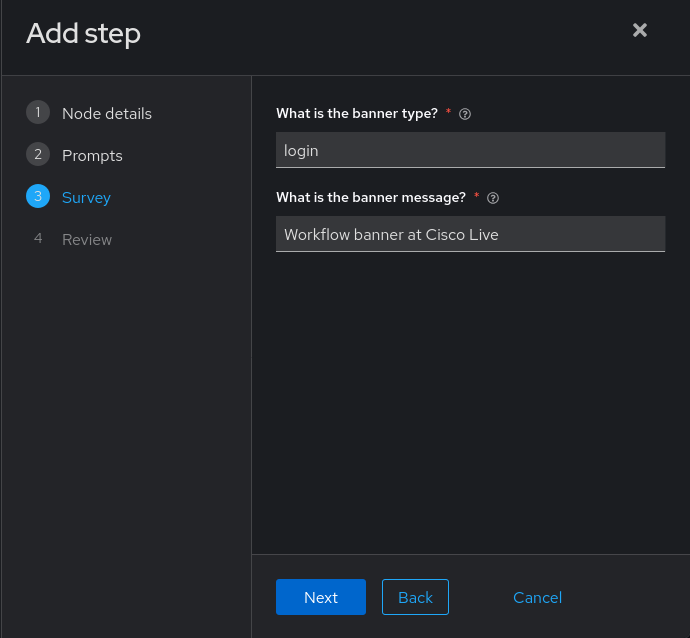 Add step
1 Node details
2 Prompts
3 Survey
4 Review
What is the banner type? *
login
What is the banner message? *
Workflow banner at Cisco Live
Next Back Cancel